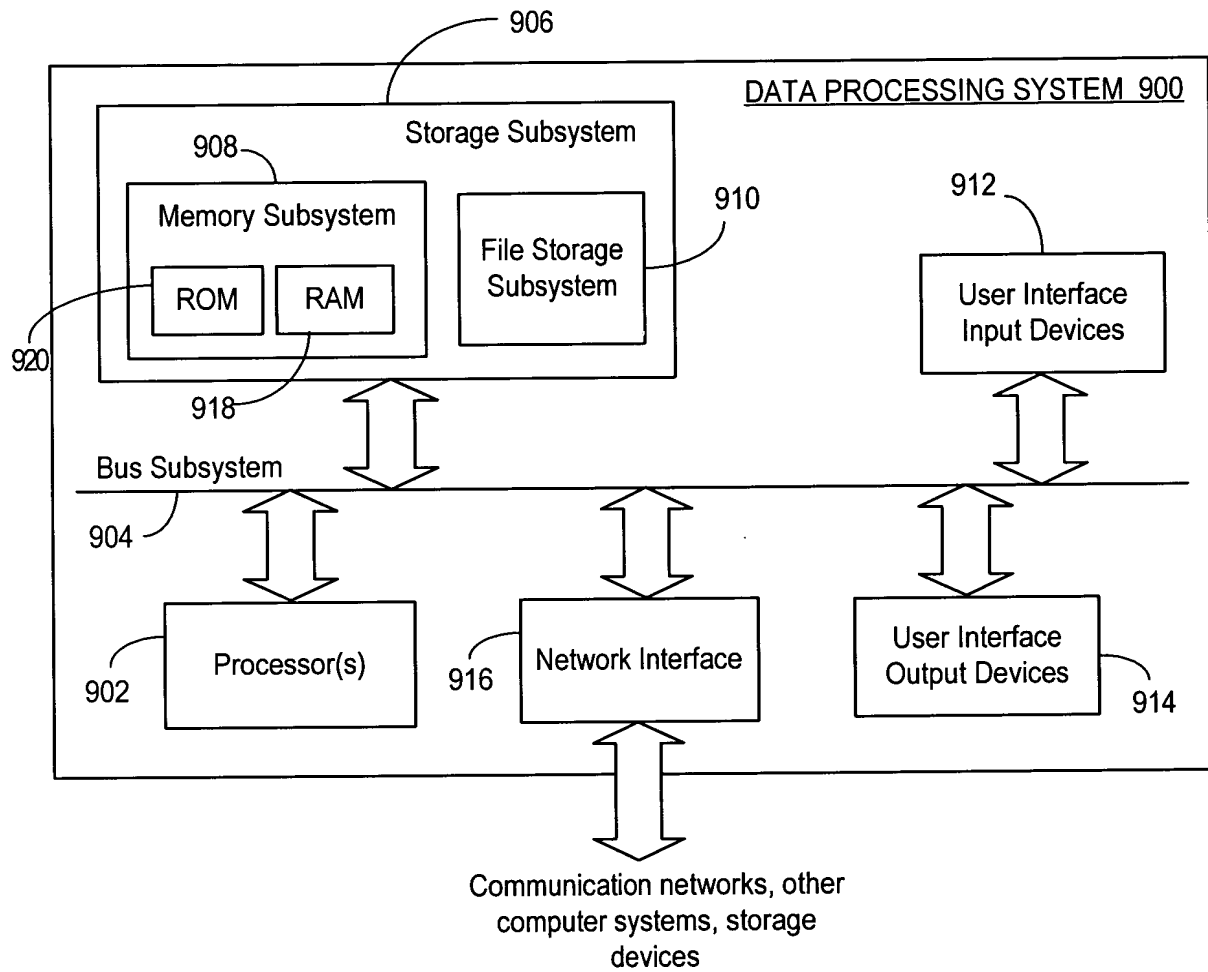 906
DATA PROCESSING SYSTEM 900
Storage Subsystem
908
Memory Subsystem
ROM
RAM
920
918
File Storage
Subsystem
910
912
User Interface
Input Devices
Bus Subsystem
904
Processor(s)
902
Network Interface
916
User Interface
Output Devices
914
Communication networks, other
computer systems, storage
devices